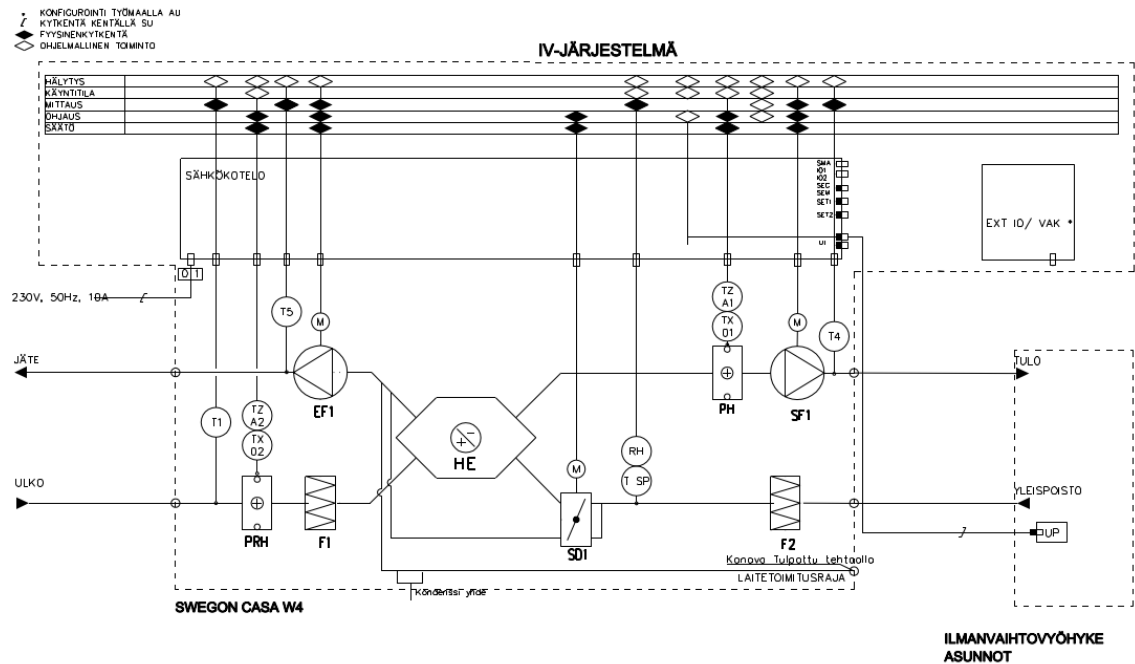 KONFIGUROINTI TYÖMAALLA AU
KYTKENTÄ KENTÄLLÄ SU
FYYSINENKYTKENTÄ
OHJELMALLINEN TOIMINTO
IV-JÄRJESTELMÄ
HÄLYTYS
KÄYNTITILA
MITTAUS
OHJAUS
SÄÄTÖ
SÄHKÖKOTELO
SMA
IO1
IO2
SEC
SEM
SET1
SET2
UI
EXT IO/ VAK *
0 1
230V, 50Hz, 10A
T5
M
TZ
A1
TX
01
M
T4
JÄTE
TULO
EF1
PH
SF1
T1
TZ
A2
TX
02
HE
M
RH
T SP
ULKO
YLEISPOISTO
PRH
F1
SD1
F2
UP
Kanava Tulpattu tehtaalla
LAITETOIMITUSRAJA
Kondenssi yhde
SWEGON CASA W4
ILMANVAIHTOVYÖHYKE
ASUNNOT